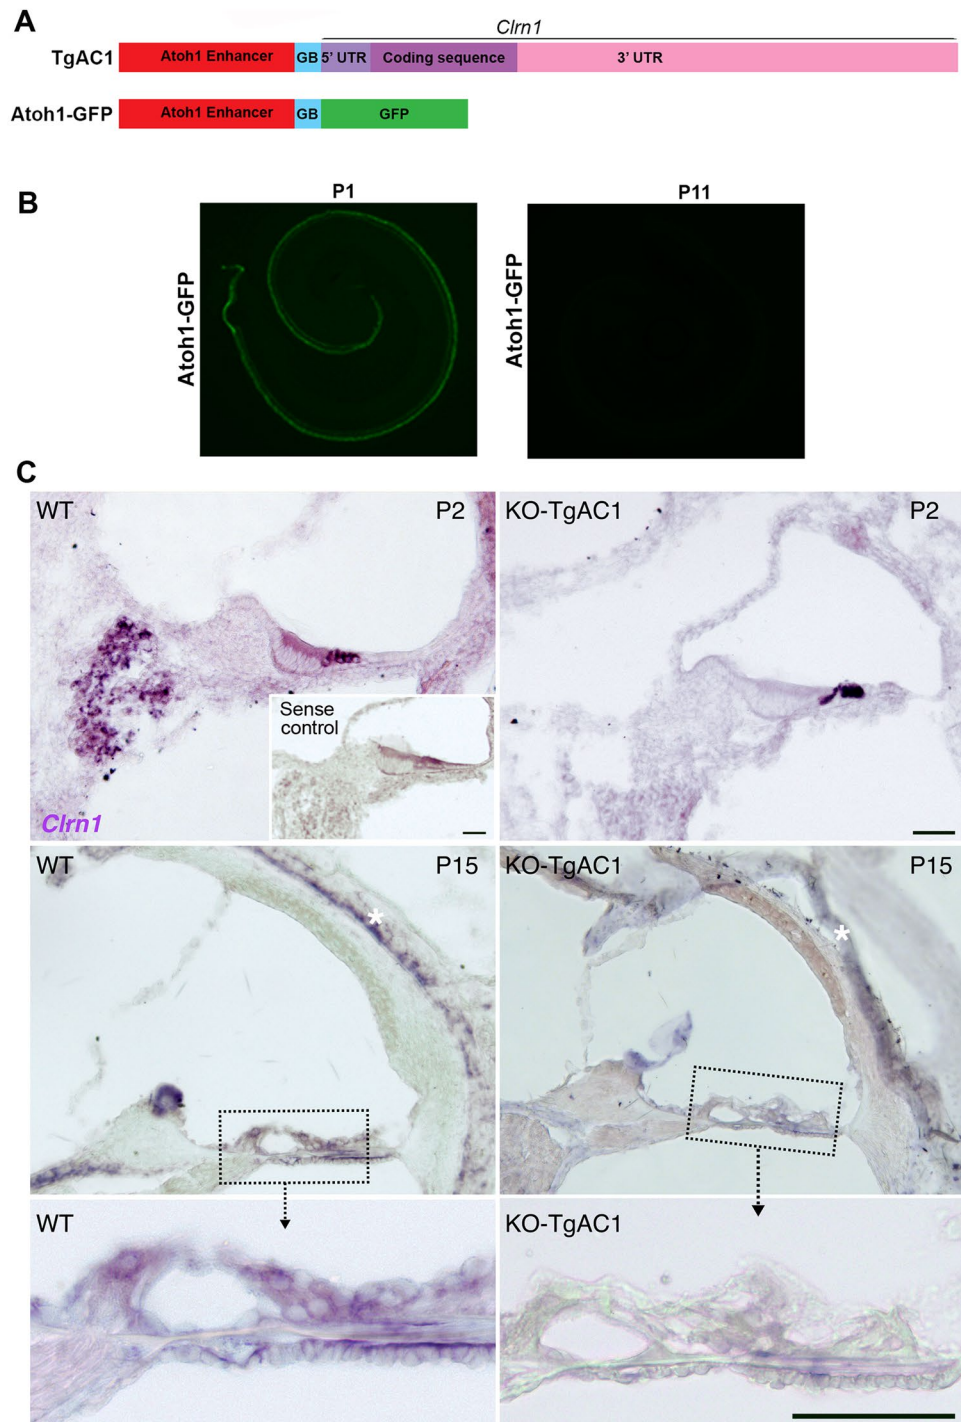 A
Clrn1
TgAC1
Atoh1 Enhancer GB 5' UTR Coding sequence 3' UTR
Atoh1-GFP
Atoh1 Enhancer GB GFP
B
P1
P11
Atoh1-GFP
Atoh1-GFP
C
WT P2
KO-TgAC1 P2
Sense
control
Clrn1
WT P15
KO-TgAC1 P15
*
*
WT
KO-TgAC1